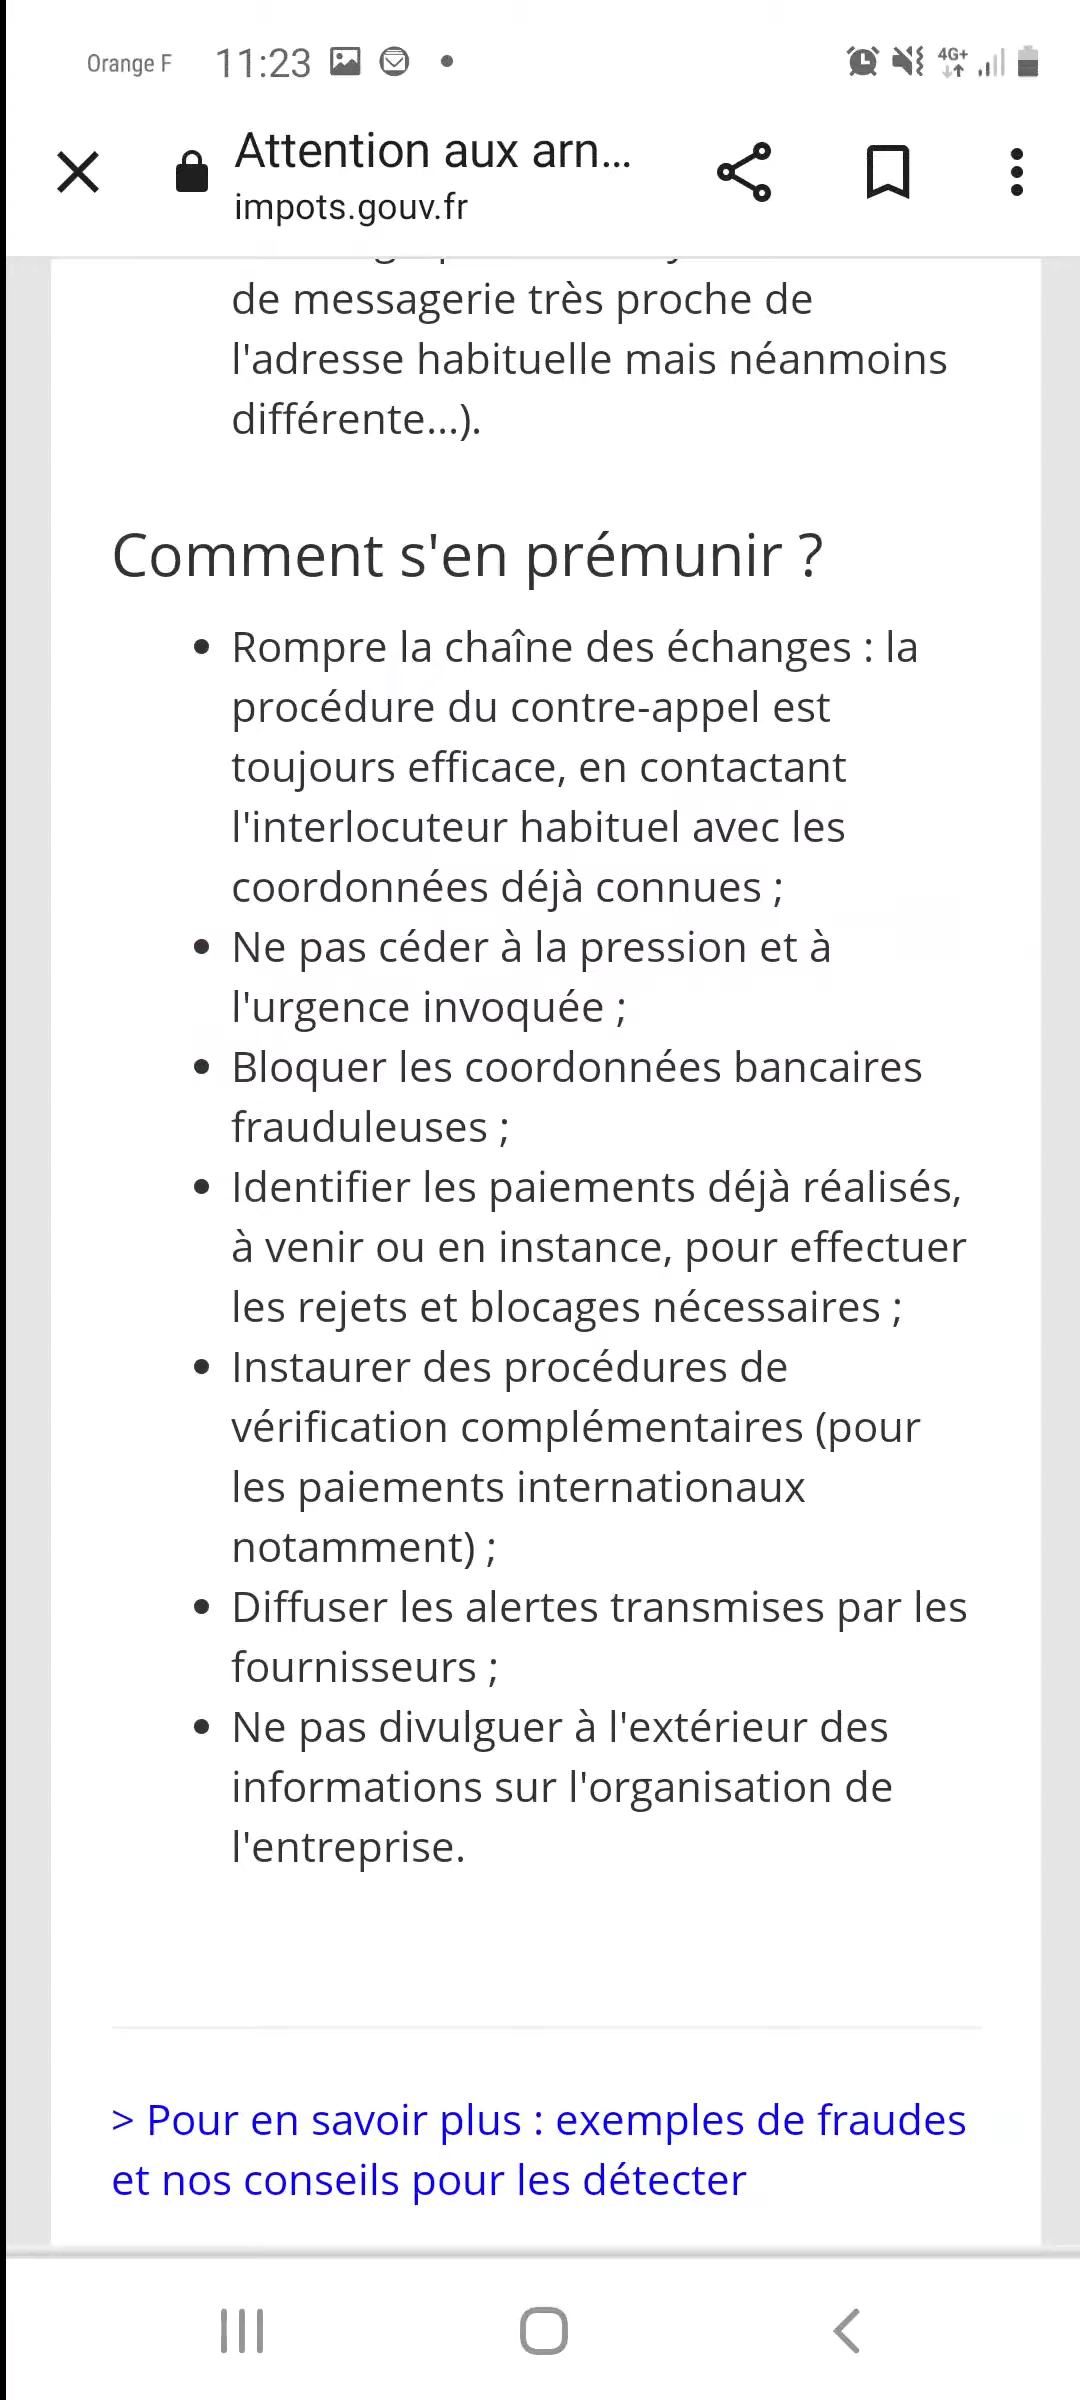 Orange F 11:23 4G+
Attention aux arn...
impots.gouv.fr
de messagerie très proche de
l'adresse habituelle mais néanmoins
différente...).
Comment s'en prémunir ?
• Rompre la chaîne des échanges : la
procédure du contre-appel est
toujours efficace, en contactant
l'interlocuteur habituel avec les
coordonnées déjà connues ;
• Ne pas céder à la pression et à
l'urgence invoquée ;
• Bloquer les coordonnées bancaires
frauduleuses ;
• Identifier les paiements déjà réalisés,
à venir ou en instance, pour effectuer
les rejets et blocages nécessaires ;
• Instaurer des procédures de
vérification complémentaires (pour
les paiements internationaux
notamment) ;
• Diffuser les alertes transmises par les
fournisseurs ;
• Ne pas divulguer à l'extérieur des
informations sur l'organisation de
l'entreprise.
> Pour en savoir plus : exemples de fraudes
et nos conseils pour les détecter